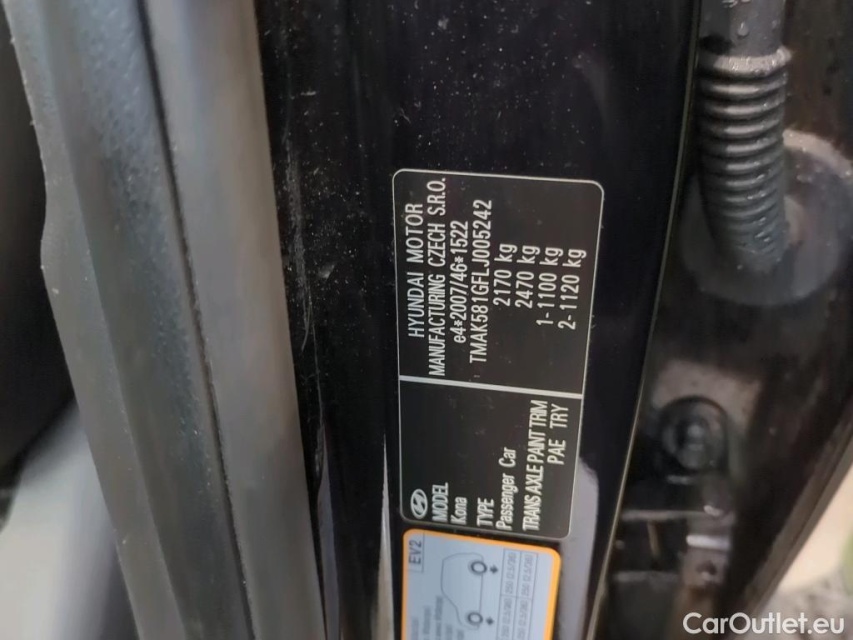 HYUNDAI MOTOR
MANUFACTURING CZECH S.R.O.
e4*2007/46*1522
TMAK581GFLJ005242
2170 kg
2470 kg
1- 1100 kg
2- 1120 kg
MODEL
Kona
TYPE
Passenger Car
TRANS AXLE PAINT TRIM
PAE TRY
EV2
CarOutlet.eu